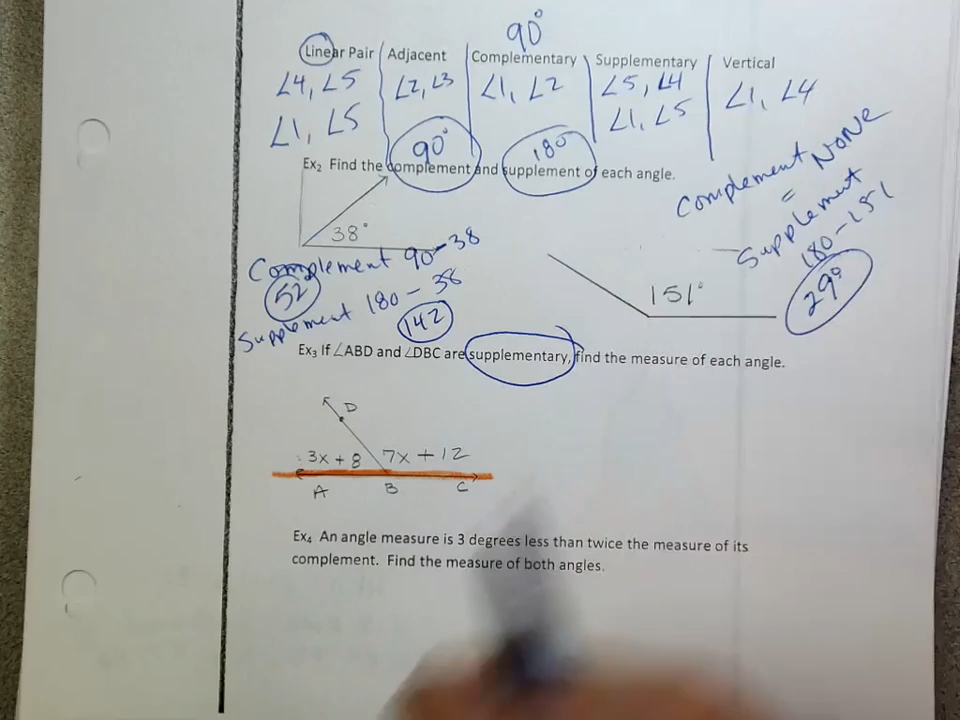 90°
Linear Pair Adjacent Complementary Supplementary Vertical
∠4, ∠5 ∠2, ∠3 ∠1, ∠2 ∠5, ∠4 ∠1, ∠4
∠1, ∠5 ∠1, ∠5
90° 180°
Ex2 Find the complement and supplement of each angle.
38°
Complement 90-38
52
Supplement 180 - 38
142
Complement
= NONE
Supplement
180-151
29°
151°
Ex3 If ∠ABD and ∠DBC are supplementary, find the measure of each angle.
D
3x + 8 7x + 12
A B C
Ex4 An angle measure is 3 degrees less than twice the measure of its
complement. Find the measure of both angles.